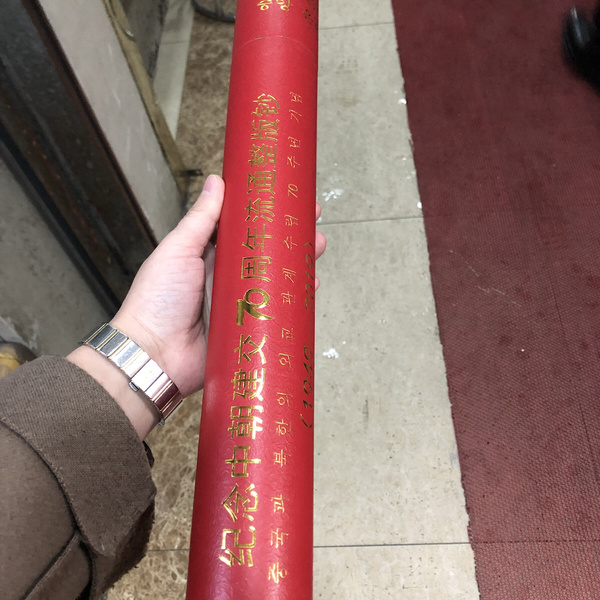 纪念中朝建交70周年流通整版钞
중국과 북한의 외교 관계 수립 70 주년 기념